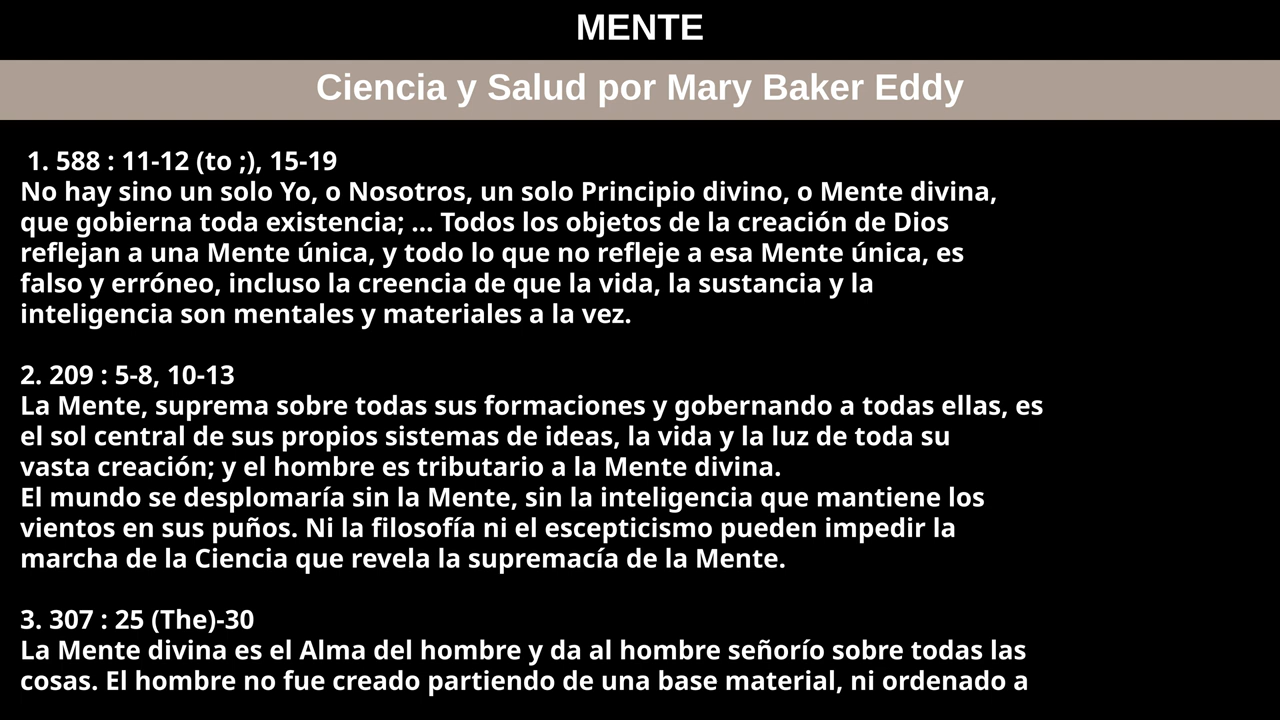 MENTE
Ciencia y Salud por Mary Baker Eddy
1. 588 : 11-12 (to ;), 15-19
No hay sino un solo Yo, o Nosotros, un solo Principio divino, o Mente divina,
que gobierna toda existencia; ... Todos los objetos de la creación de Dios
reflejan a una Mente única, y todo lo que no refleje a esa Mente única, es
falso y erróneo, incluso la creencia de que la vida, la sustancia y la
inteligencia son mentales y materiales a la vez.
2. 209 : 5-8, 10-13
La Mente, suprema sobre todas sus formaciones y gobernando a todas ellas, es
el sol central de sus propios sistemas de ideas, la vida y la luz de toda su
vasta creación; y el hombre es tributario a la Mente divina.
El mundo se desplomaría sin la Mente, sin la inteligencia que mantiene los
vientos en sus puños. Ni la filosofía ni el escepticismo pueden impedir la
marcha de la Ciencia que revela la supremacía de la Mente.
3. 307 : 25 (The)-30
La Mente divina es el Alma del hombre y da al hombre señorío sobre todas las
cosas. El hombre no fue creado partiendo de una base material, ni ordenado a